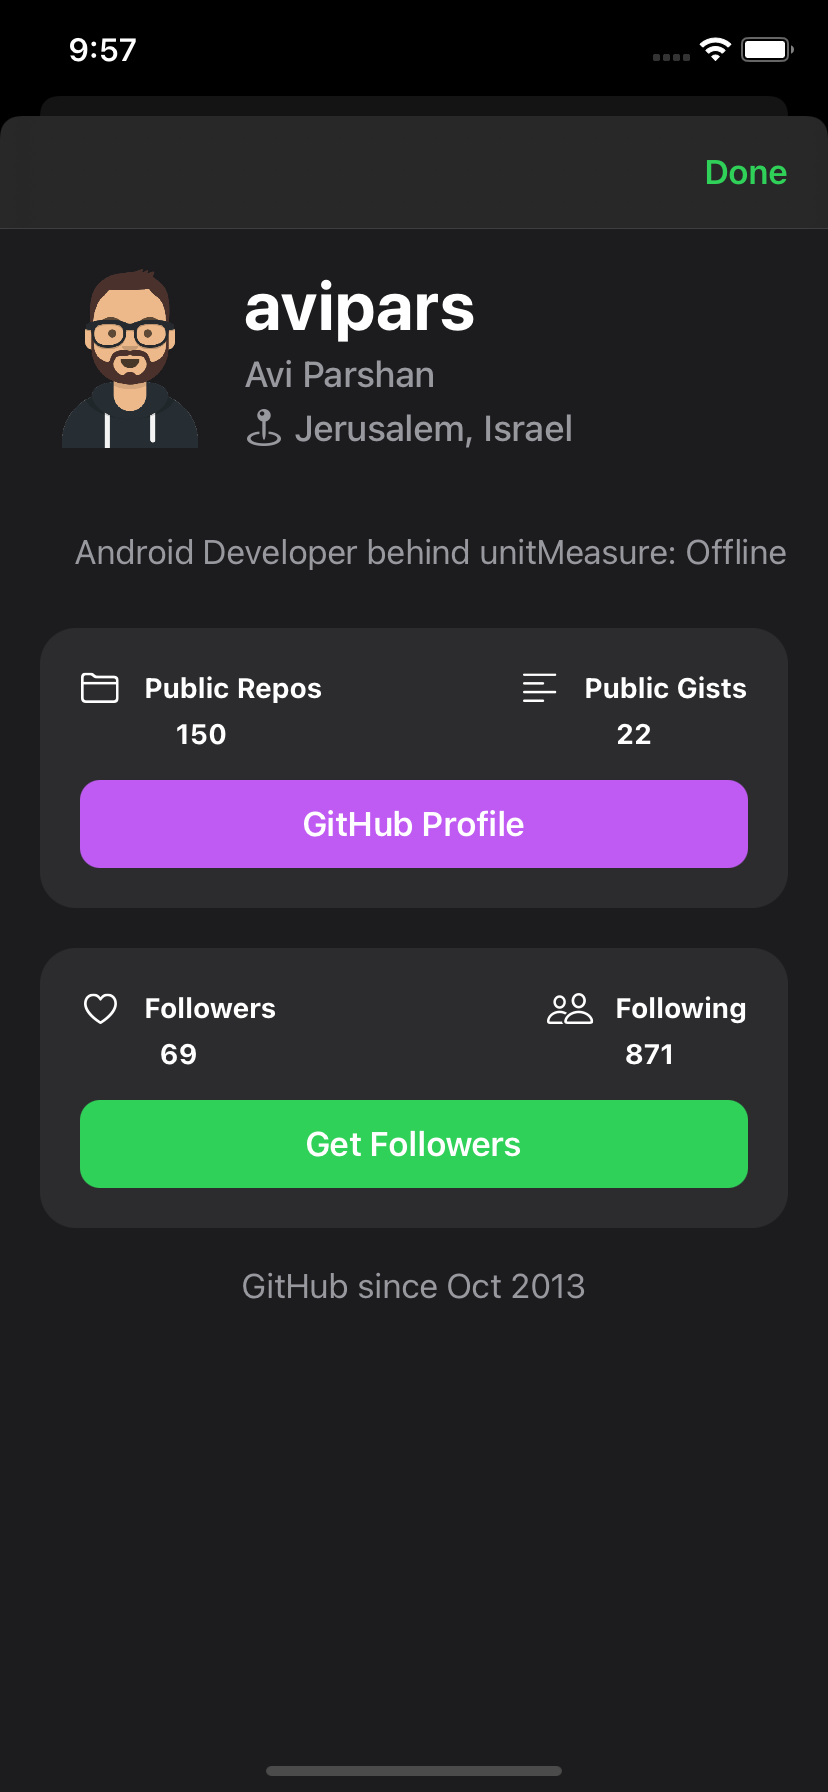 9:57
Done
avipars
Avi Parshan
Jerusalem, Israel
Android Developer behind unitMeasure: Offline
Public Repos
150
Public Gists
22
GitHub Profile
Followers
69
Following
871
Get Followers
GitHub since Oct 2013